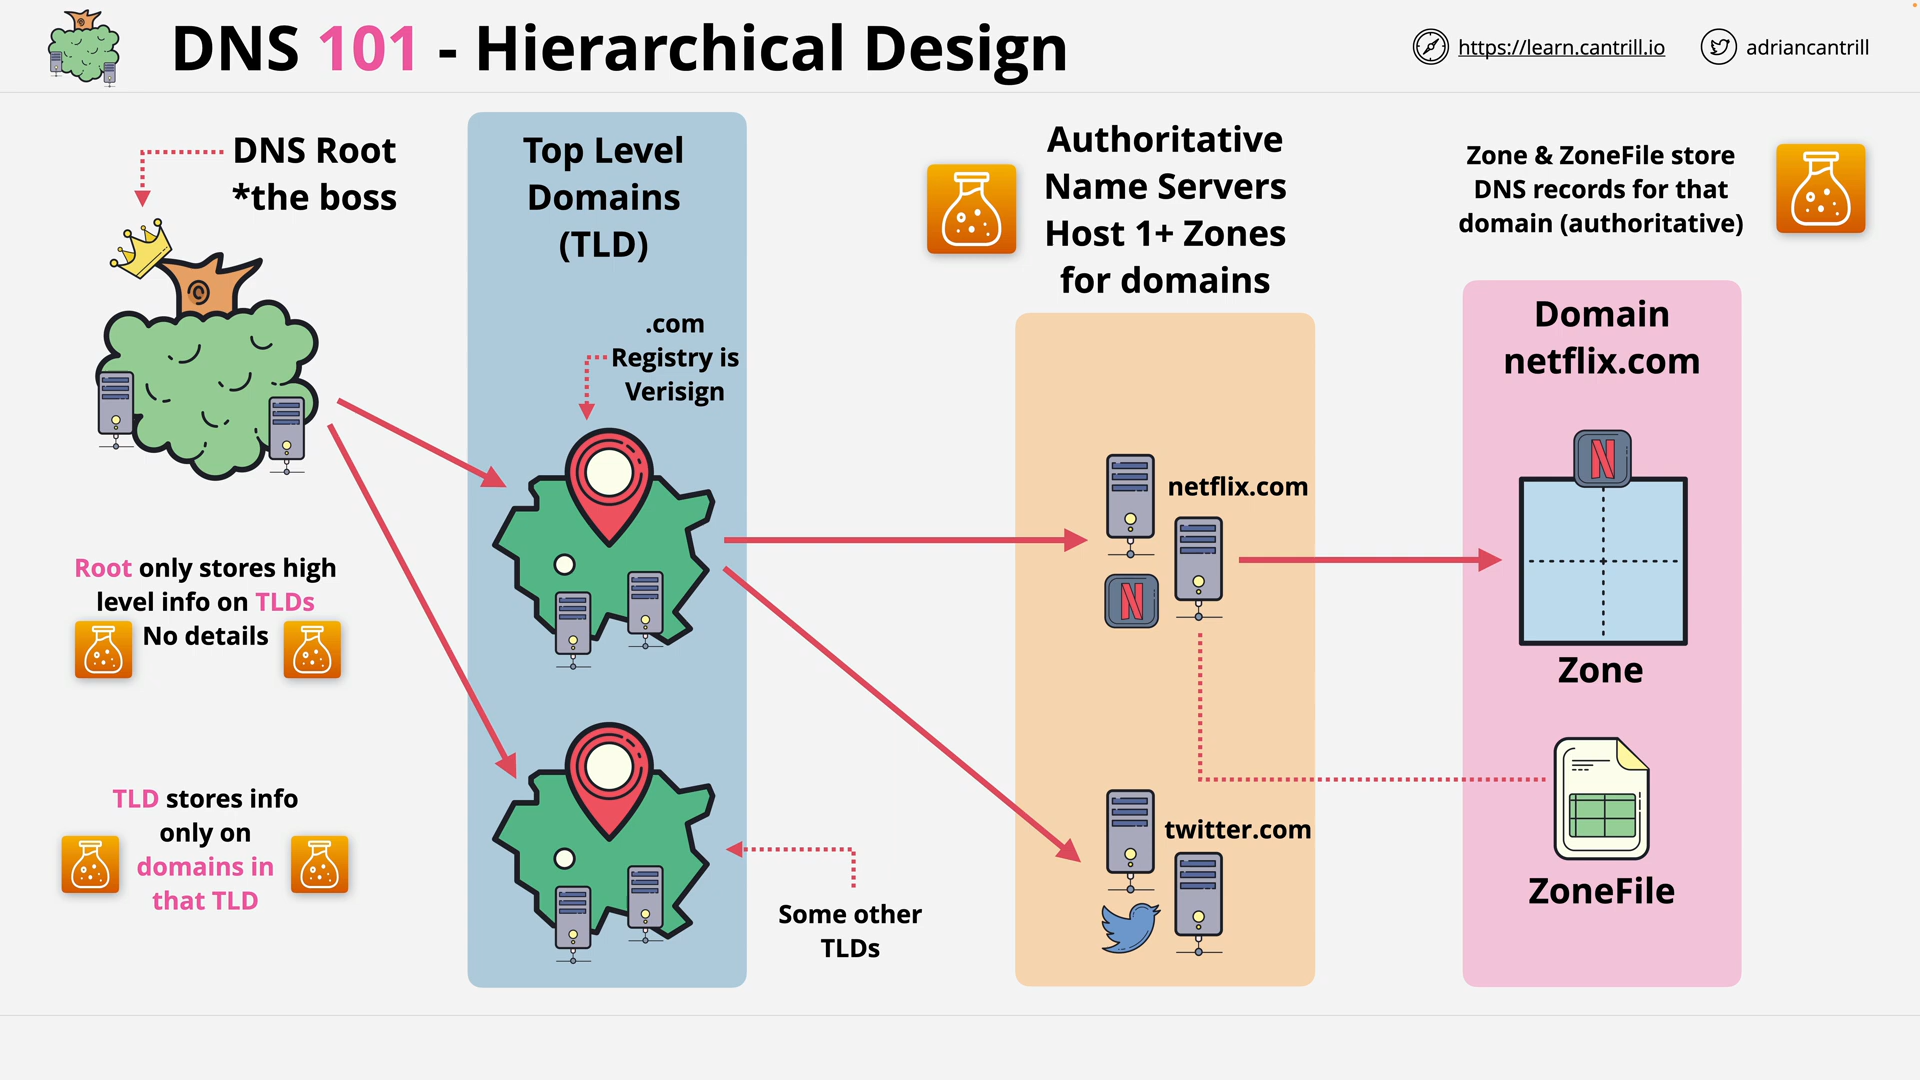 DNS 101 - Hierarchical Design
https://learn.cantrill.io
adriancantrill
DNS Root
*the boss
Root only stores high
level info on TLDs
No details
TLD stores info
only on
domains in
that TLD
Top Level
Domains
(TLD)
.com
Registry is
Verisign
Some other
TLDs
Authoritative
Name Servers
Host 1+ Zones
for domains
netflix.com
N
twitter.com
Zone & ZoneFile store
DNS records for that
domain (authoritative)
Domain
netflix.com
N
Zone
ZoneFile